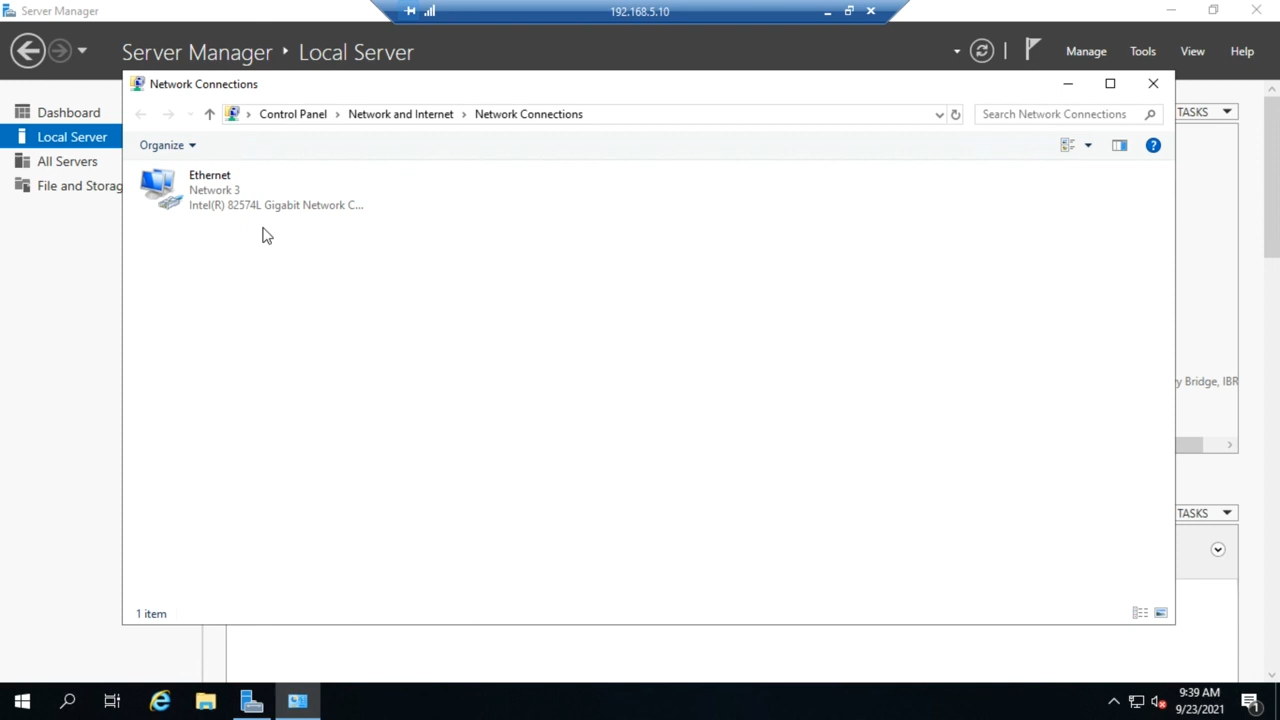 Server Manager
192.168.5.10
Server Manager ‣ Local Server
Manage Tools View Help
Network Connections
Control Panel › Network and Internet › Network Connections
Search Network Connections
Organize
Dashboard
Local Server
All Servers
File and Storag
TASKS
Ethernet
Network 3
Intel(R) 82574L Gigabit Network C...
y Bridge, IBR
TASKS
1 item
9:39 AM
9/23/2021
1